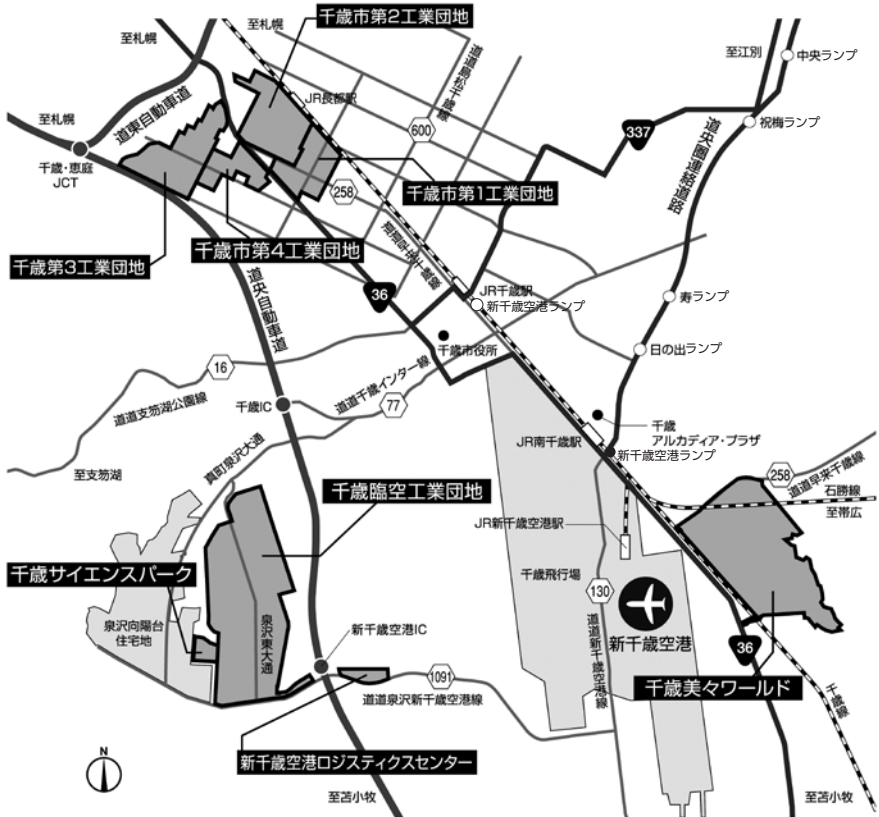 千歳市第2工業団地
至札幌
至札幌
道道島松千歳線
至江別
中央ランプ
JR長都駅
至札幌
道東自動車道
600
337
祝梅ランプ
道央圏連絡道路
千歳・恵庭
JCT
258
千歳市第1工業団地
千歳市第4工業団地
千歳第3工業団地
道央自動車道
36
JR千歳駅
新千歳空港ランプ
寿ランプ
千歳市役所
日の出ランプ
16
道道支笏湖公園線
道道千歳インター線
77
千歳IC
千歳
アルカディア・プラザ
JR南千歳駅
新千歳空港ランプ
至支笏湖
真町泉沢大通
258
道道早来千歳線
石勝線
至帯広
千歳臨空工業団地
JR新千歳空港駅
千歳サイエンスパーク
千歳飛行場
130
泉沢向陽台
住宅地
泉沢東大通
新千歳空港IC
道道新千歳空港線
新千歳空港
36
1091
道道泉沢新千歳空港線
千歳美々ワールド
千歳線
N
新千歳空港ロジスティクスセンター
至苫小牧
至苫小牧